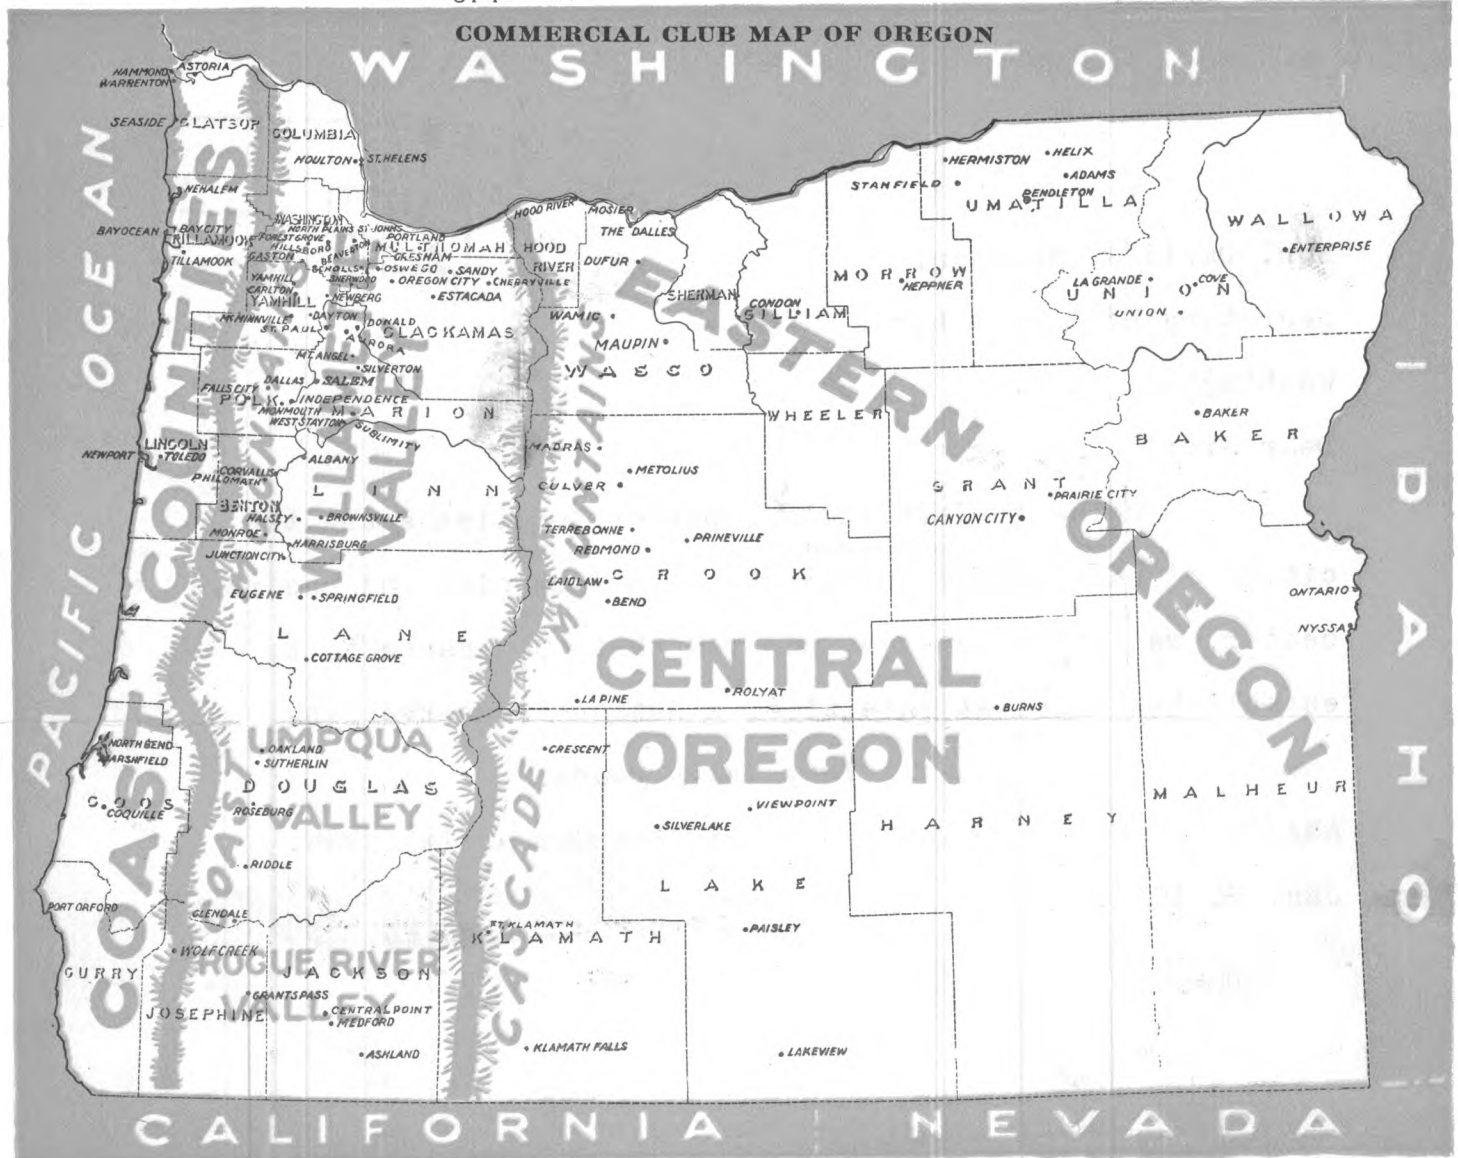 COMMERCIAL CLUB MAP OF OREGON
WASHINGTON
PACIFIC OCEAN
IDAHO
CALIFORNIA
NEVADA
COAST COUNTIES
COAST RANGE
WILLAMETTE
VALLEY
CASCADE MOUNTAINS
EASTERN OREGON
CENTRAL
OREGON
UMPQUA
VALLEY
ROGUE RIVER
VALLEY
ASTORIA
HAMMOND
WARRENTON
SEASIDE
CLATSOP
COLUMBIA
HOULTON
ST. HELENS
NEHALEM
BAYOCEAN
BAY CITY
TILLAMOOK
TILLAMOOK
WASHINGTON
NORTH PLAINS
ST. JOHNS
FOREST GROVE
PORTLAND
HILLSBORO
BEAVERTON
MULTNOMAH
GASTON
GRESHAM
SCHOLLS
OSWEGO
SANDY
YAMHILL
SHERWOOD
OREGON CITY
CHERRYVILLE
CARLTON
YAMHILL
NEWBERG
ESTACADA
MCMINNVILLE
DAYTON
ST. PAUL
DONALD
CLACKAMAS
AURORA
MT. ANGEL
SILVERTON
DALLAS
SALEM
FALLS CITY
POLK
INDEPENDENCE
MONMOUTH
MARION
WEST STAYTON
SUBLIMITY
LINCOLN
NEWPORT
TOLEDO
ALBANY
CORVALLIS
PHILOMATH
LINN
BENTON
HALSEY
BROWNSVILLE
MONROE
HARRISBURG
JUNCTION CITY
EUGENE
SPRINGFIELD
LANE
COTTAGE GROVE
NORTH BEND
MARSHFIELD
OAKLAND
SUTHERLIN
COOS
COQUILLE
DOUGLAS
ROSEBURG
RIDDLE
PORT ORFORD
GLENDALE
WOLF CREEK
CURRY
JACKSON
GRANTS PASS
JOSEPHINE
CENTRAL POINT
MEDFORD
ASHLAND
HOOD RIVER
MOSIER
THE DALLES
HOOD
RIVER
DUFUR
SHERMAN
WAMIC
MAUPIN
WASCO
CONDON
GILLIAM
MORROW
HEPPNER
WHEELER
HERMISTON
HELIX
STANFIELD
ADAMS
PENDLETON
UMATILLA
WALLOWA
ENTERPRISE
LA GRANDE
COVE
UNION
UNION
BAKER
BAKER
MADRAS
METOLIUS
CULVER
GRANT
PRAIRIE CITY
CANYON CITY
TERREBONNE
PRINEVILLE
REDMOND
CROOK
LAIDLAW
BEND
ONTARIO
NYSSA
LA PINE
ROLYAT
BURNS
CRESCENT
VIEWPOINT
SILVERLAKE
HARNEY
MALHEUR
LAKE
FT. KLAMATH
KLAMATH
PAISLEY
KLAMATH FALLS
LAKEVIEW